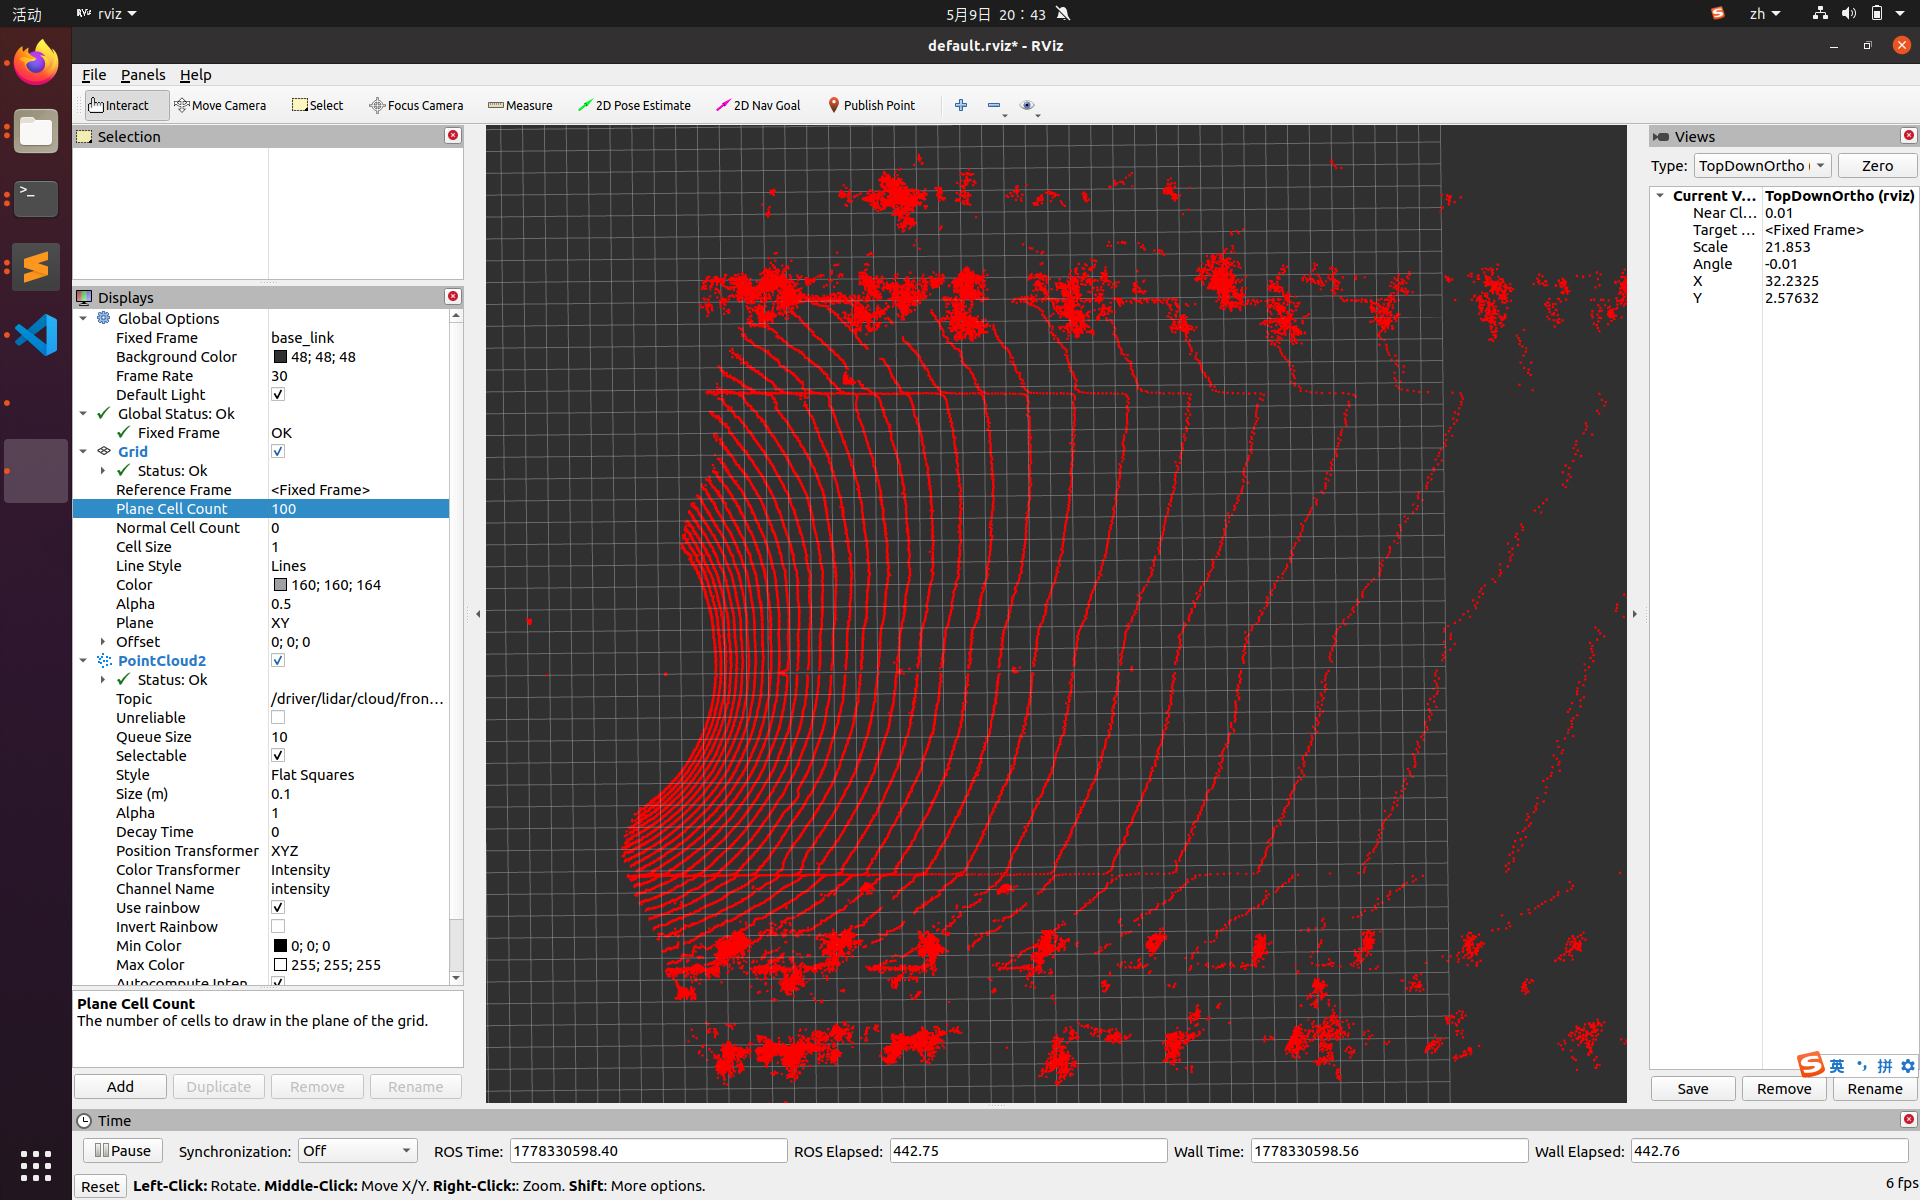 活动
rviz
5月9日 20：43
zh
default.rviz* - RViz
File Panels Help
Interact Move Camera Select Focus Camera Measure 2D Pose Estimate 2D Nav Goal Publish Point
Selection
Displays
Global Options
Fixed Frame base_link
Background Color 48; 48; 48
Frame Rate 30
Default Light
Global Status: Ok
Fixed Frame OK
Grid
Status: Ok
Reference Frame <Fixed Frame>
Plane Cell Count 100
Normal Cell Count 0
Cell Size 1
Line Style Lines
Color 160; 160; 164
Alpha 0.5
Plane XY
Offset 0; 0; 0
PointCloud2
Status: Ok
Topic /driver/lidar/cloud/fron...
Unreliable
Queue Size 10
Selectable
Style Flat Squares
Size (m) 0.1
Alpha 1
Decay Time 0
Position Transformer XYZ
Color Transformer Intensity
Channel Name intensity
Use rainbow
Invert Rainbow
Min Color 0; 0; 0
Max Color 255; 255; 255
Autocompute Inten
Plane Cell Count
The number of cells to draw in the plane of the grid.
Add Duplicate Remove Rename
Views
Type: TopDownOrtho Zero
Current V... TopDownOrtho (rviz)
Near Cl... 0.01
Target ... <Fixed Frame>
Scale 21.853
Angle -0.01
X 32.2325
Y 2.57632
英 拼
Save Remove Rename
Time
Pause Synchronization: Off ROS Time: 1778330598.40 ROS Elapsed: 442.75 Wall Time: 1778330598.56 Wall Elapsed: 442.76
Reset Left-Click: Rotate. Middle-Click: Move X/Y. Right-Click:: Zoom. Shift: More options.
6 fps